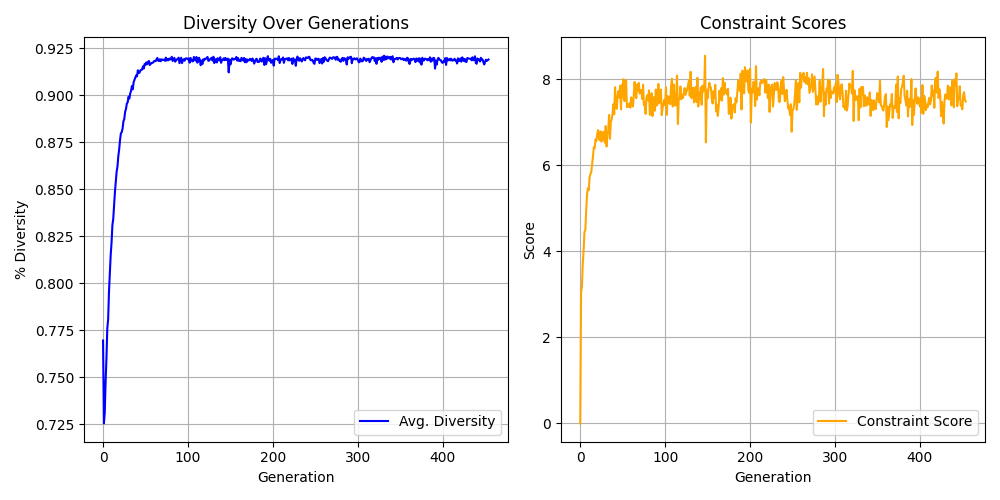 Diversity Over Generations
% Diversity
0.925
0.900
0.875
0.850
0.825
0.800
0.775
0.750
0.725
Avg. Diversity
0 100 200 300 400
Generation
Constraint Scores
Score
8
6
4
2
0
Constraint Score
0 100 200 300 400
Generation